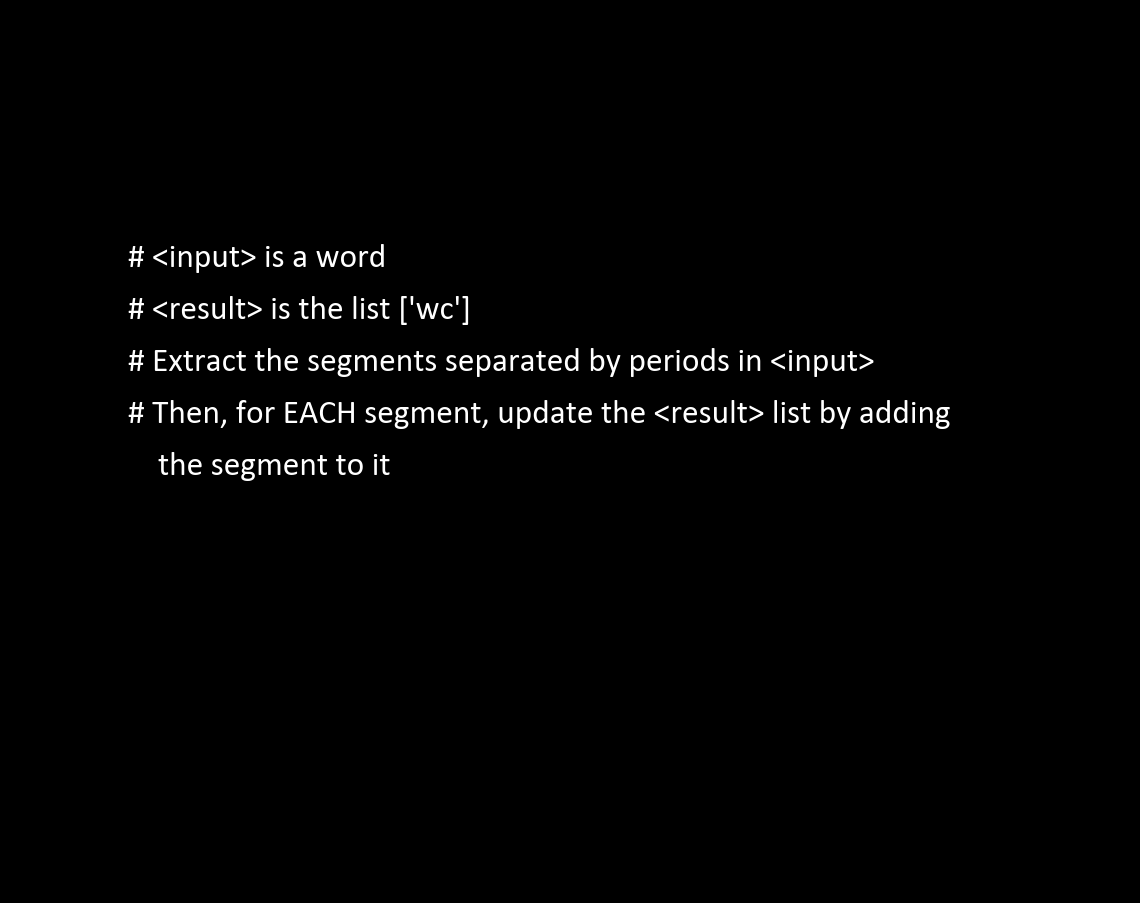 # <input> is a word
# <result> is the list ['wc']
# Extract the segments separated by periods in <input>
# Then, for EACH segment, update the <result> list by adding
the segment to it